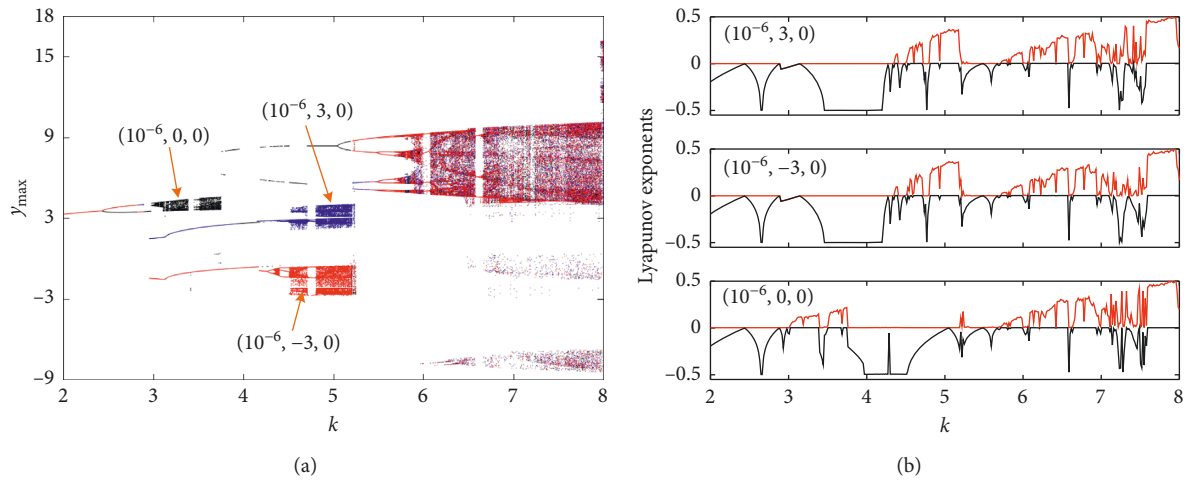 18
15
9
3
−3
−9
y_max
(10⁻⁶, 0, 0)
(10⁻⁶, 3, 0)
(10⁻⁶, −3, 0)
2 3 4 5 6 7 8
k
(a)
Lyapunov exponents
0.5
0
−0.5
(10⁻⁶, 3, 0)
0.5
0
−0.5
(10⁻⁶, −3, 0)
0.5
0
−0.5
(10⁻⁶, 0, 0)
2 3 4 5 6 7 8
k
(b)